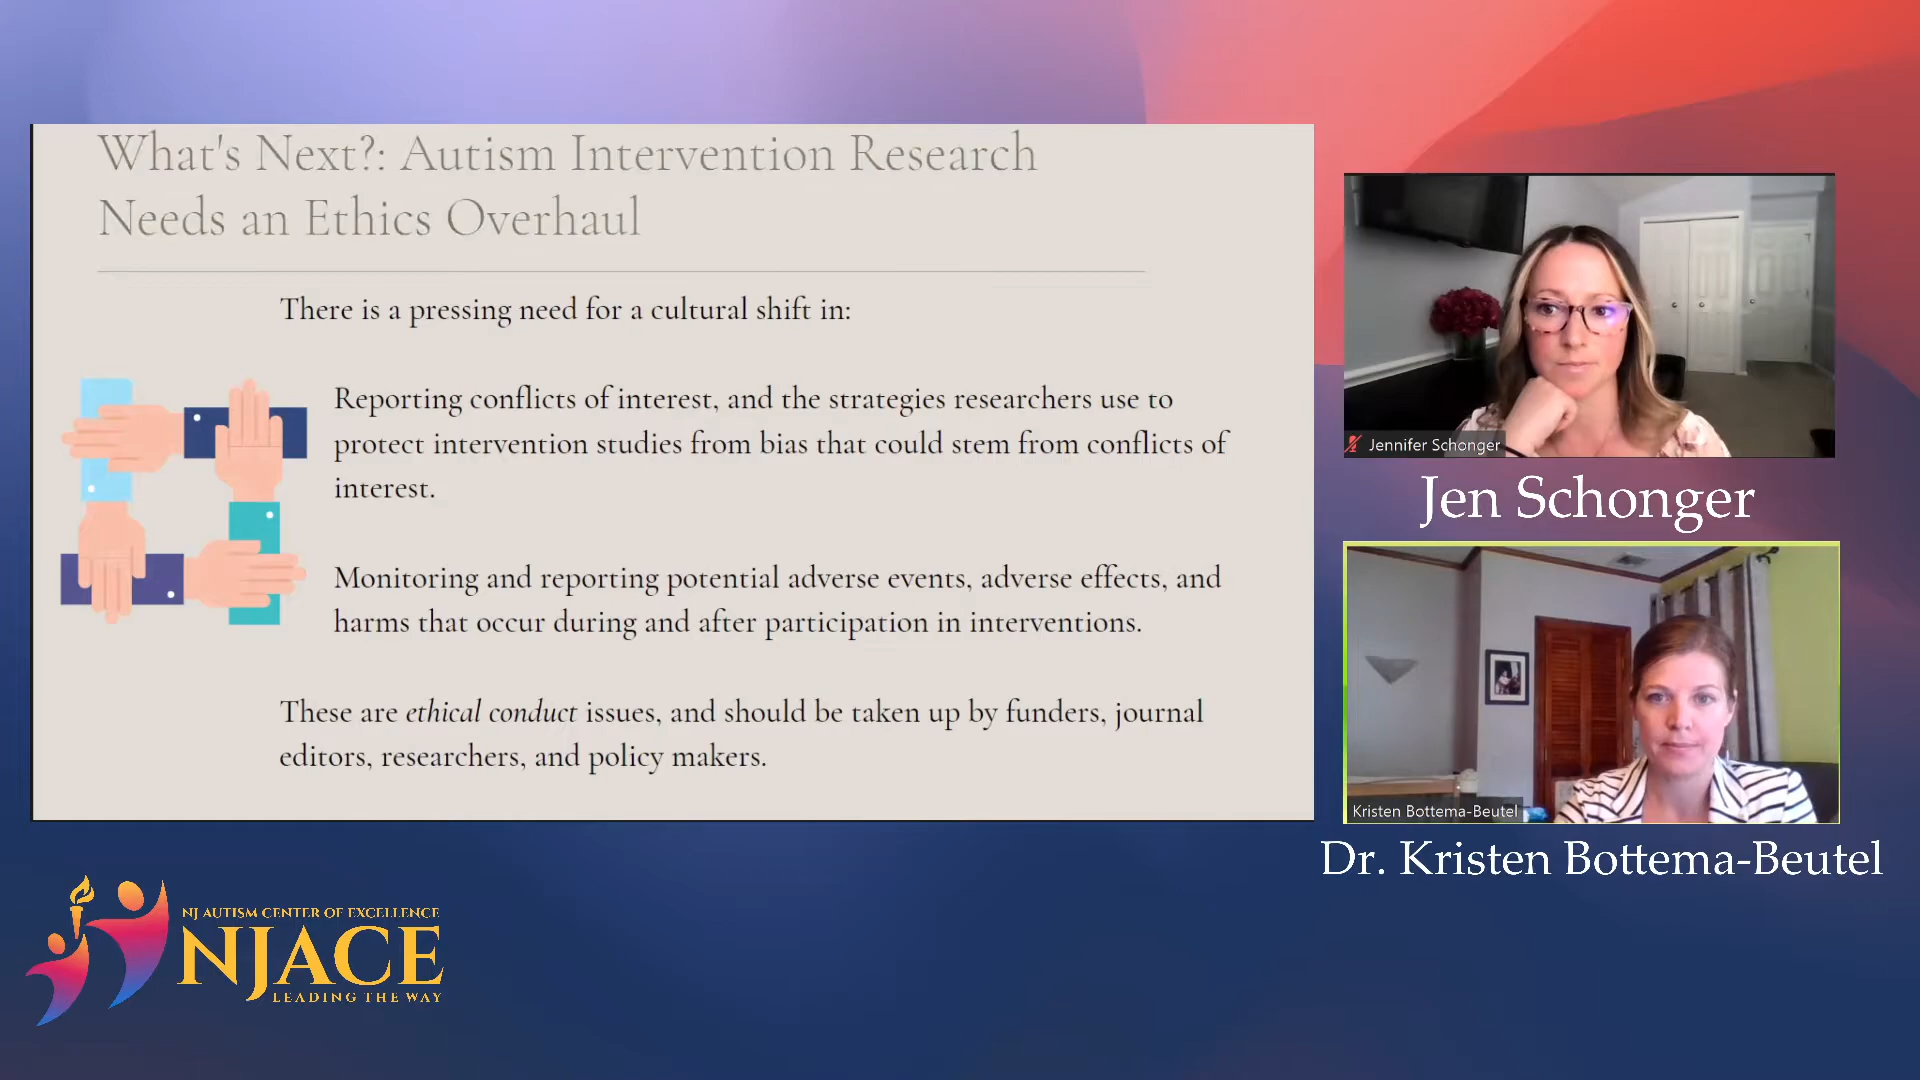 What's Next?: Autism Intervention Research
Needs an Ethics Overhaul
There is a pressing need for a cultural shift in:
Reporting conflicts of interest, and the strategies researchers use to
protect intervention studies from bias that could stem from conflicts of
interest.
Monitoring and reporting potential adverse events, adverse effects, and
harms that occur during and after participation in interventions.
These are ethical conduct issues, and should be taken up by funders, journal
editors, researchers, and policy makers.
Jennifer Schonger
Jen Schonger
Kristen Bottema-Beutel
Dr. Kristen Bottema-Beutel
NJ AUTISM CENTER OF EXCELLENCE
NJACE
LEADING THE WAY